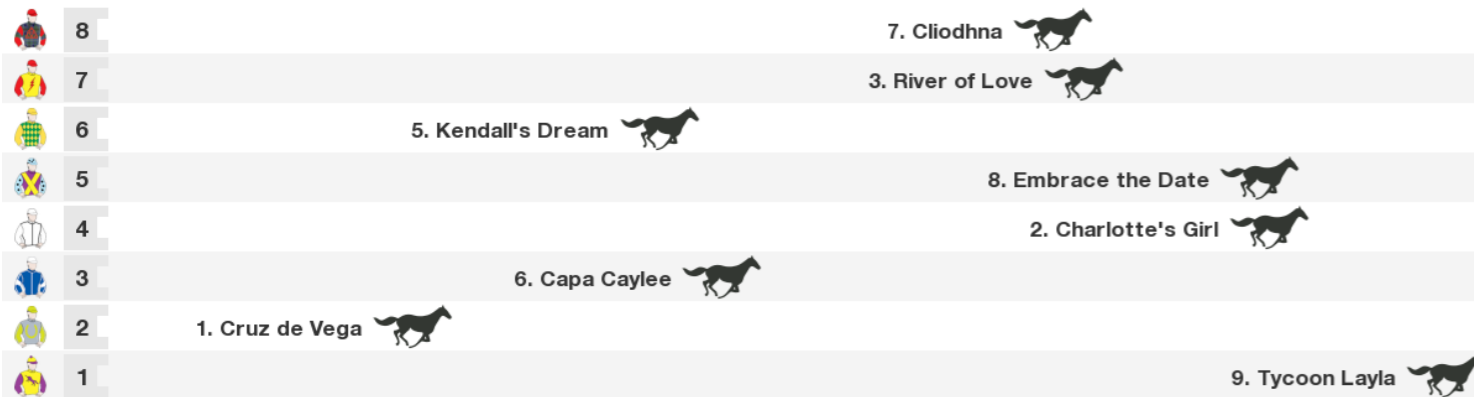 8 7. Cliodhna
7 3. River of Love
6 5. Kendall's Dream
5 8. Embrace the Date
4 2. Charlotte's Girl
3 6. Capa Caylee
2 1. Cruz de Vega
1 9. Tycoon Layla